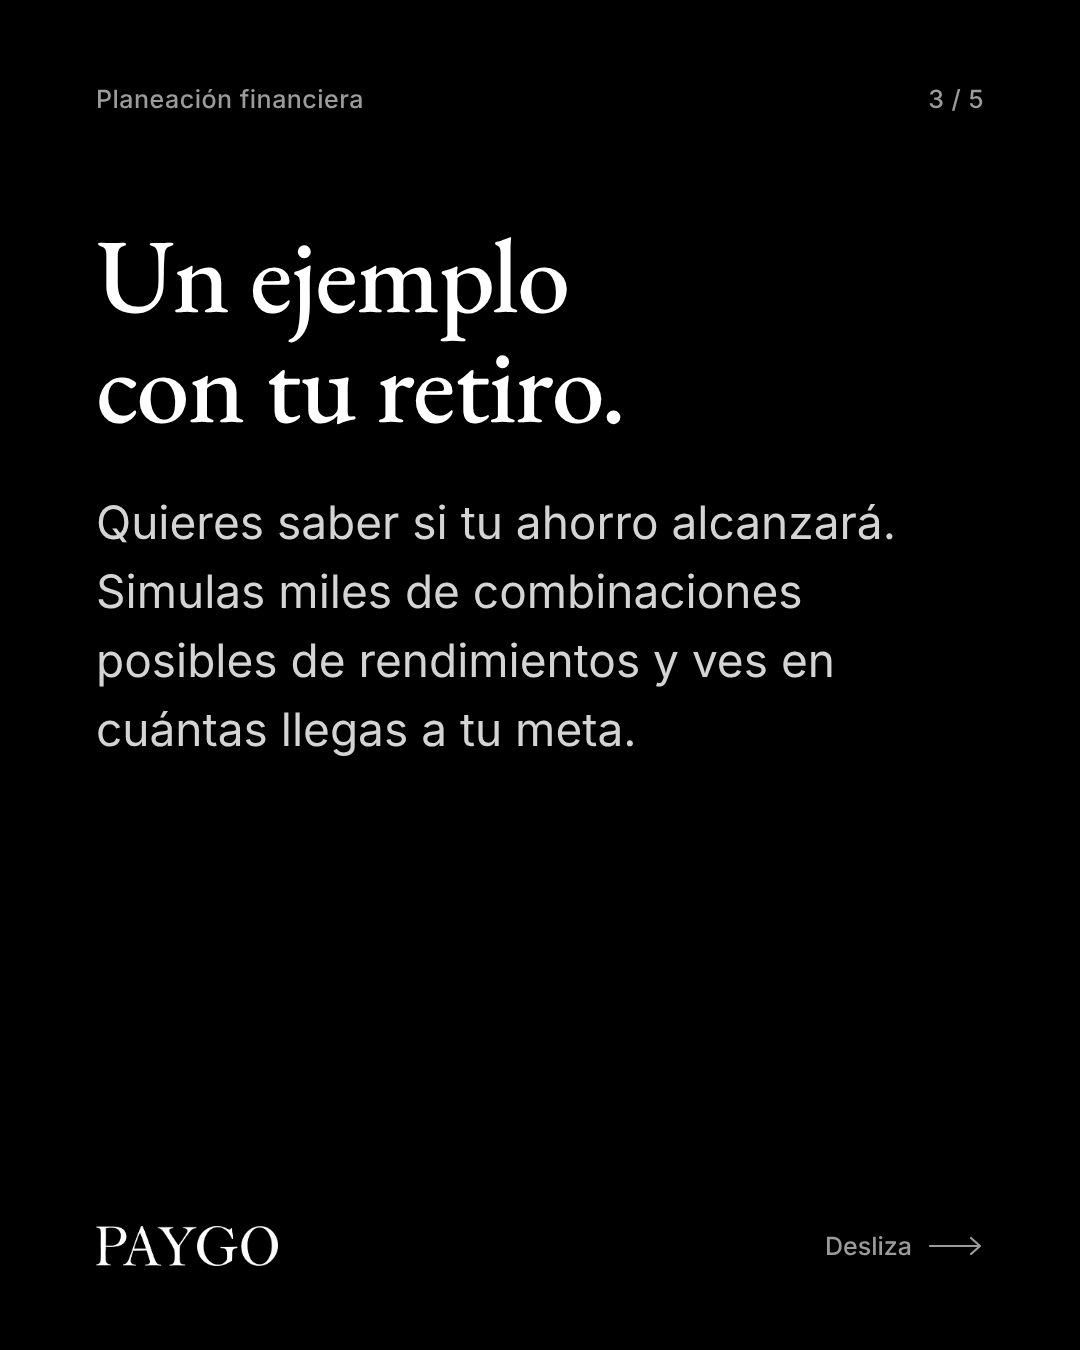 Planeación financiera
3 / 5
Un ejemplo
con tu retiro.
Quieres saber si tu ahorro alcanzará.
Simulas miles de combinaciones
posibles de rendimientos y ves en
cuántas llegas a tu meta.
PAYGO
Desliza